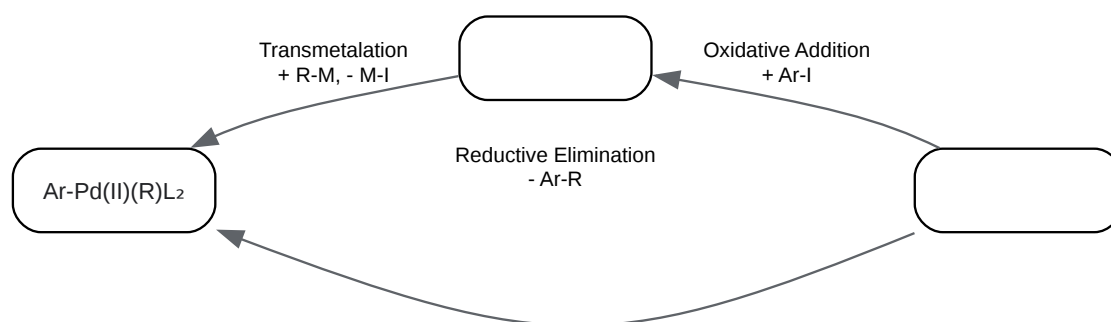 Transmetalation
+ R-M, - M-I
Oxidative Addition
+ Ar-I
Reductive Elimination
- Ar-R
Ar-Pd(II)(R)L₂